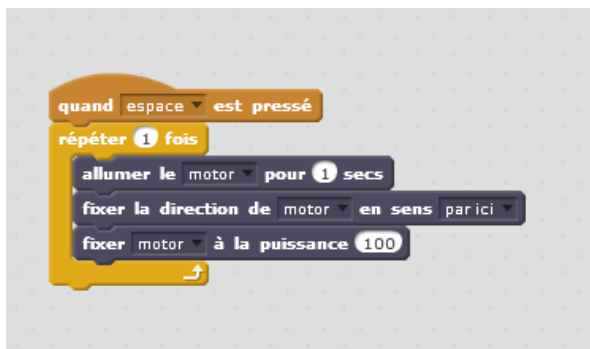 quand espace est pressé
répéter 1 fois
allumer le motor pour 1 secs
fixer la direction de motor en sens par ici
fixer motor à la puissance 100